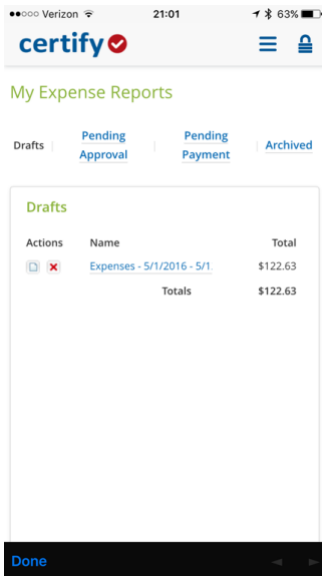 Verizon 21:01 63%
certify
My Expense Reports
Drafts Pending Approval Pending Payment Archived
Drafts
Actions Name Total
Expenses - 5/1/2016 - 5/1 $122.63
Totals $122.63
Done